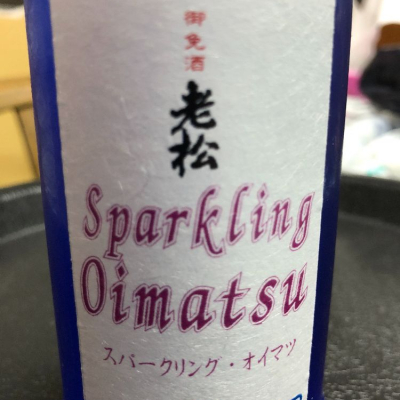 御免酒
老松
Sparkling
Oimatsu
スパークリング・オイマツ